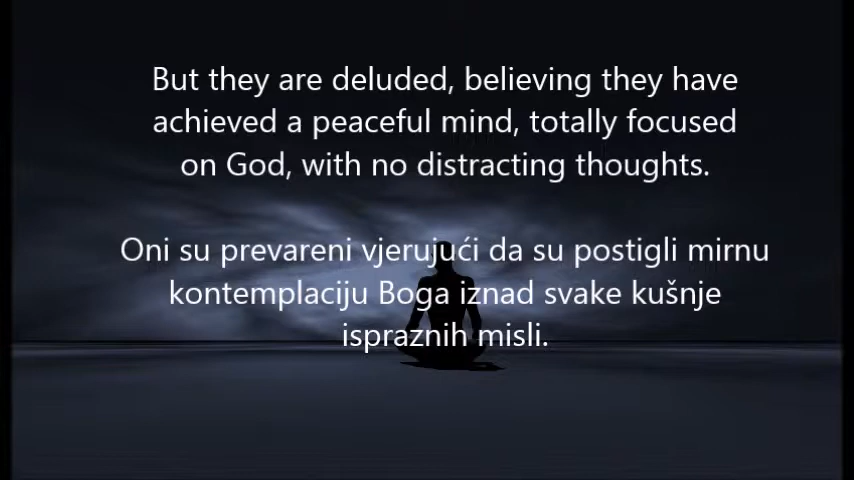 But they are deluded, believing they have
achieved a peaceful mind, totally focused
on God, with no distracting thoughts.
Oni su prevareni vjerujući da su postigli mirnu
kontemplaciju Boga iznad svake kušnje
ispraznih misli.